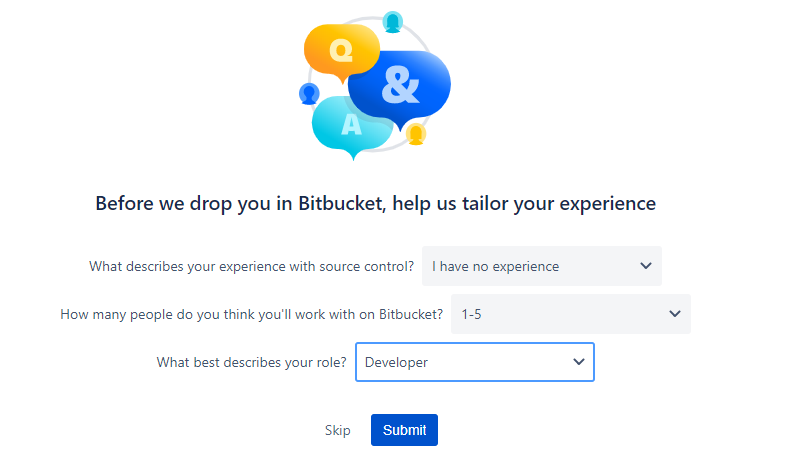 Q
&
A
Before we drop you in Bitbucket, help us tailor your experience
What describes your experience with source control? I have no experience
How many people do you think you'll work with on Bitbucket? 1-5
What best describes your role? Developer
Skip Submit